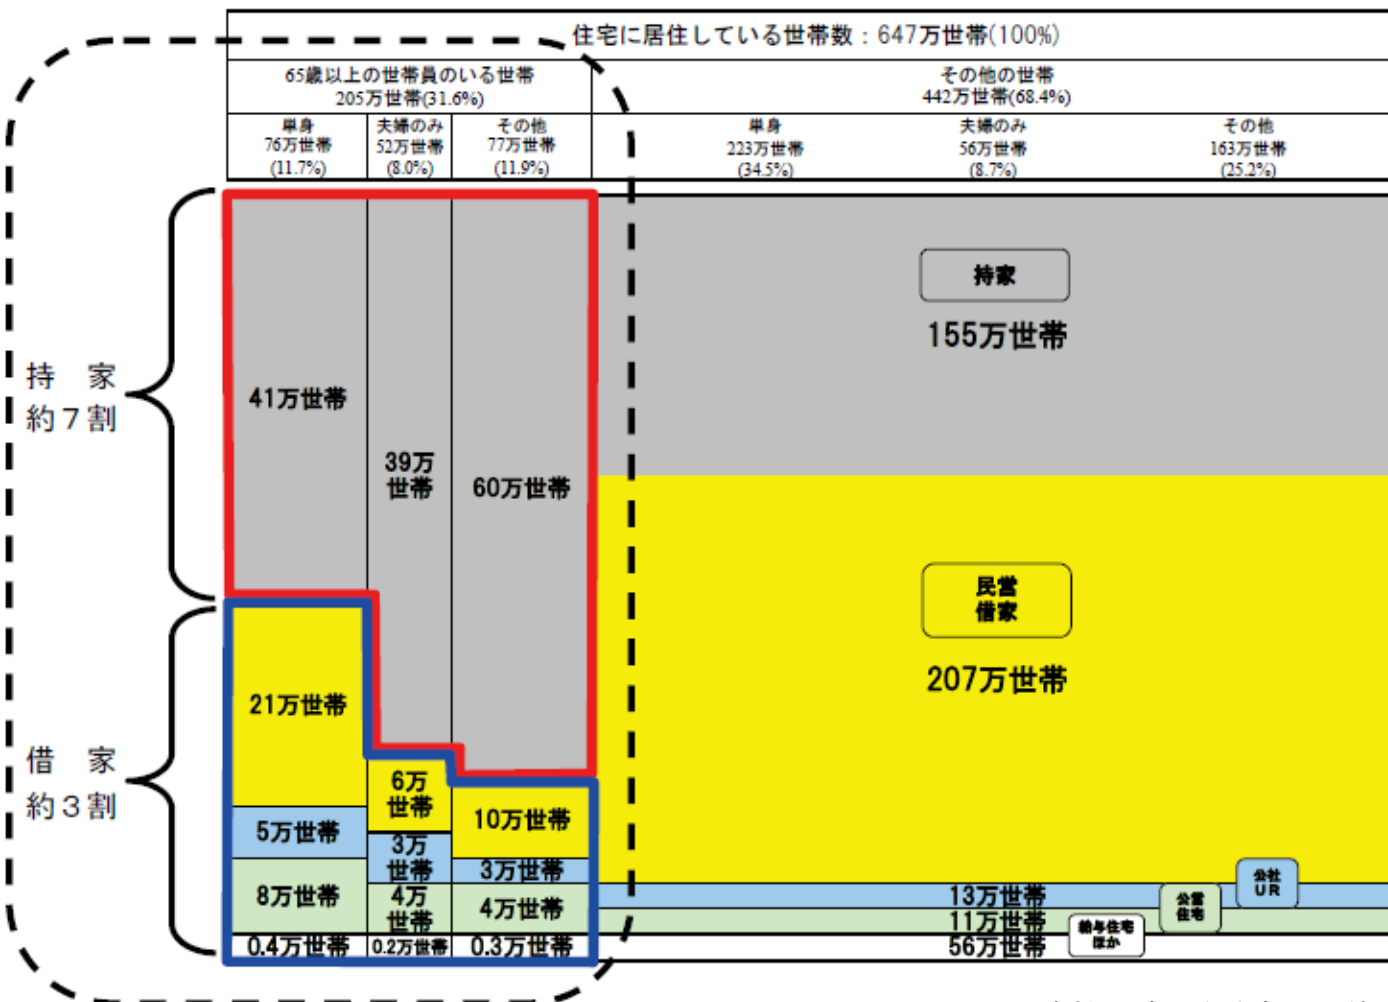 住宅に居住している世帯数：647万世帯(100%)
65歳以上の世帯員のいる世帯
205万世帯(31.6%)
その他の世帯
442万世帯(68.4%)
単身
76万世帯
(11.7%)
夫婦のみ
52万世帯
(8.0%)
その他
77万世帯
(11.9%)
単身
223万世帯
(34.5%)
夫婦のみ
56万世帯
(8.7%)
その他
163万世帯
(25.2%)
持　家
約７割
41万世帯
39万
世帯
60万世帯
持家
155万世帯
借　家
約３割
21万世帯
6万
世帯
10万世帯
民営
借家
207万世帯
5万世帯
3万
世帯
3万世帯
13万世帯
公社
UR
8万世帯
4万
世帯
4万世帯
11万世帯
公営
住宅
0.4万世帯
0.2万世帯
0.3万世帯
56万世帯
給与住宅
ほか